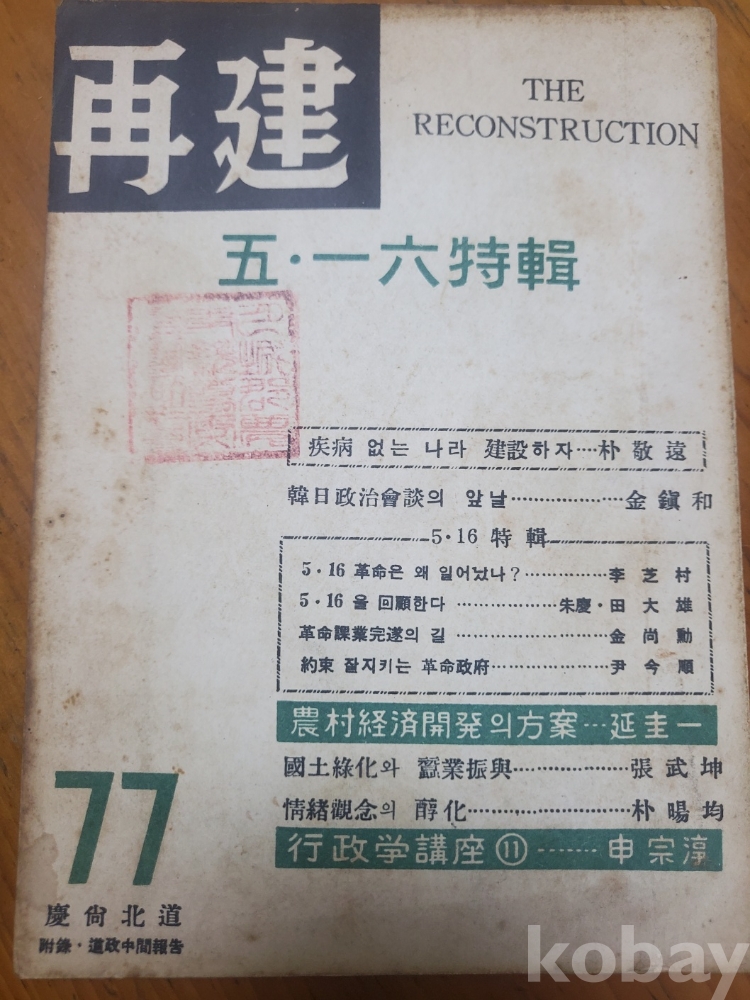 再建
THE
RECONSTRUCTION
五·一六特輯
疾病 없는 나라 建設하자…朴敬遠
韓日政治會談의 앞날………………金鎭和
5·16 特輯
5·16 革命은 왜 일어났나?……………李芝村
5·16 을 回顧한다 ………………朱慶·田大雄
革命課業完遂의 길 ……………………金尚勳
約束 잘지키는 革命政府………………尹今順
農村経済開発의方案…延圭一
國土綠化와 蠶業振興………………張武坤
情緖觀念의 醇化………………………朴暘均
行政学講座⑪………申宗淳
77
慶尙北道
附錄·道政中間報告
kobay